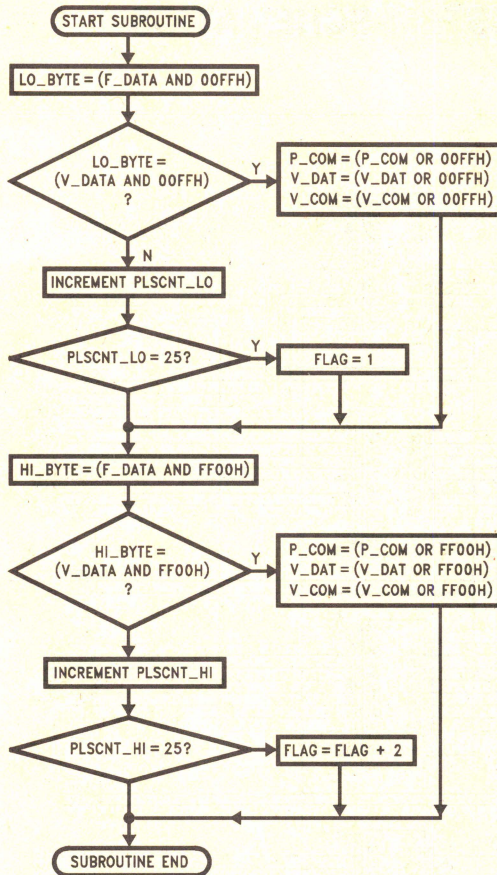 START SUBROUTINE
LO_BYTE = (F_DATA AND 00FFH)
LO_BYTE =
(V_DATA AND 00FFH)
?
Y
P_COM = (P_COM OR 00FFH)
V_DAT = (V_DAT OR 00FFH)
V_COM = (V_COM OR 00FFH)
N
INCREMENT PLSCNT_LO
PLSCNT_LO = 25?
Y
FLAG = 1
HI_BYTE = (F_DATA AND FF00H)
HI_BYTE =
(V_DATA AND FF00H)
?
Y
P_COM = (P_COM OR FF00H)
V_DAT = (V_DAT OR FF00H)
V_COM = (V_COM OR FF00H)
INCREMENT PLSCNT_HI
PLSCNT_HI = 25?
FLAG = FLAG + 2
SUBROUTINE END